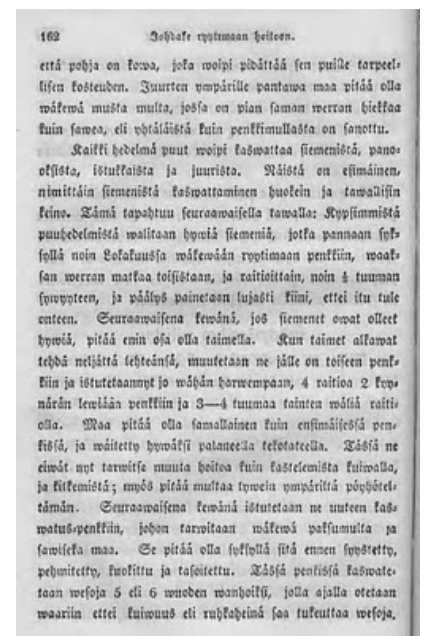 162 Johdake ryytimaan hoitoon.
että pohja on kowa, joka woipi pidättää sen puille tarpeel-
lisen kosteuden. Juurten ympärille pantawa maa pitää olla
wäkewä musta multa, jossa on pian saman werran hiekkaa
kuin sawea, eli yhtäläistä kuin penkkimullasta on sanottu.
Kaikki hedelmä puut woipi kaswattaa siemenistä, pano-
oksista, istukkaista ja juurista. Näistä on esimäinen,
nimittäin siemenistä kaswattaminen huokein ja tawallisin
keino. Tämä tapahtuu seuraawaisella tawalla: Kypsimmistä
puuhedelmistä walitaan hywiä siemeniä, jotka pannaan syk-
syllä noin Lokakuussa wäkewään ryytimaan penkkiin, waak-
san werran matkaa toisistaan, ja raitioittain, noin ½ tuuman
sywyyteen, ja päälys painetaan lujasti kiini, ettei itu tule
onteen. Seuraawaisena kewänä, jos siemenet owat olleet
hywiä, pitää enin osa olla taimella. Kun taimet alkawat
tehdä neljättä lehteänsä, muutetaan ne jälle on toiseen penk-
kiin ja istutetaannyt jo wähän harwempaan, 4 raitioa 2 kyy-
närän lewiään penkkiin ja 3—4 tuumaa tainten wäliä raiti-
olla. Maa pitää olla samallainen kuin ensimäisessä pen-
kissä, ja wäitetty hywäksi palaneella tekotateella. Tässä ne
eiwät nyt tarwitse muuta hoitoa kuin kastelemista kuiwalla,
ja kitkemistä; myös pitää multaa tywein ympäriltä pöyhötel-
tämän. Seuraawaisena kewänä istutetaan ne uuteen kas-
watus-penkkiin, johon tarwitaan wäkewä paksumulta ja
sawiseka maa. Se pitää olla syksyllä sitä ennen syystetty,
pehmitetty, kuokittu ja tasoitettu. Tässä penkissä kaswate-
taan wesoja 5 eli 6 wuoden wanhoiksi, jolla ajalla otetaan
waariin ettei kuiwuus eli ruhkaheinä saa tukeuttaa wesoja.